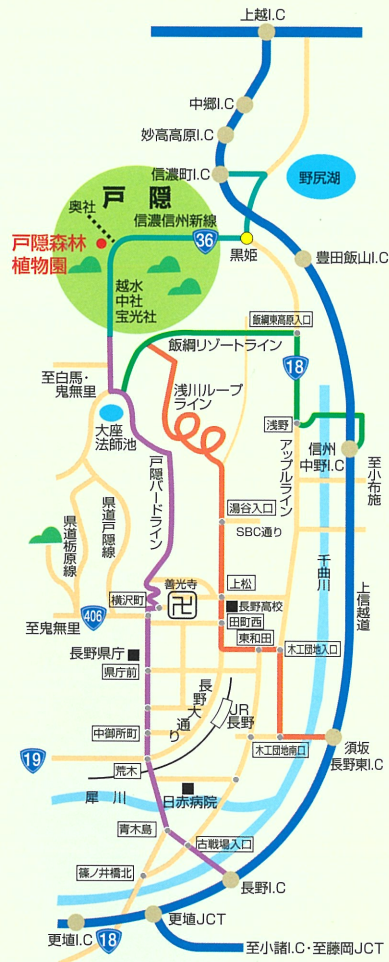 上越I.C
中郷I.C
妙高高原I.C
信濃町I.C
野尻湖
戸隠
奥社
信濃信州新線
戸隠森林
植物園
36
黒姫
豊田飯山I.C
越水
中社
宝光社
飯綱東高原入口
飯綱リゾートライン
18
至白馬・
鬼無里
浅川ループ
ライン
大座
法師池
浅野
アップルライン
信州
中野I.C
至小布施
戸隠バードライン
県道戸隠線
県道栃原線
湯谷入口
SBC通り
千曲川
上信越道
善光寺
上松
横沢町
長野高校
406
田町西
至鬼無里
東和田
木工団地入口
長野県庁
県庁前
長野大通り
JR
長野
中御所町
木工団地南口
須坂
長野東I.C
19
荒木
犀川
日赤病院
青木島
古戦場入口
篠ノ井橋北
長野I.C
更埴JCT
更埴I.C
18
至小諸I.C・至藤岡JCT